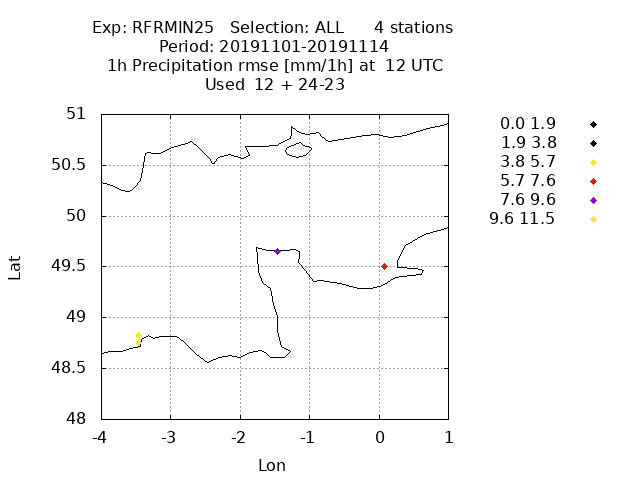 Exp: RFRMIN25 Selection: ALL 4 stations
Period: 20191101-20191114
1h Precipitation rmse [mm/1h] at 12 UTC
Used 12 + 24-23
51
50.5
50
49.5
49
48.5
48
-4 -3 -2 -1 0 1
Lon
Lat
0.0 1.9
1.9 3.8
3.8 5.7
5.7 7.6
7.6 9.6
9.6 11.5